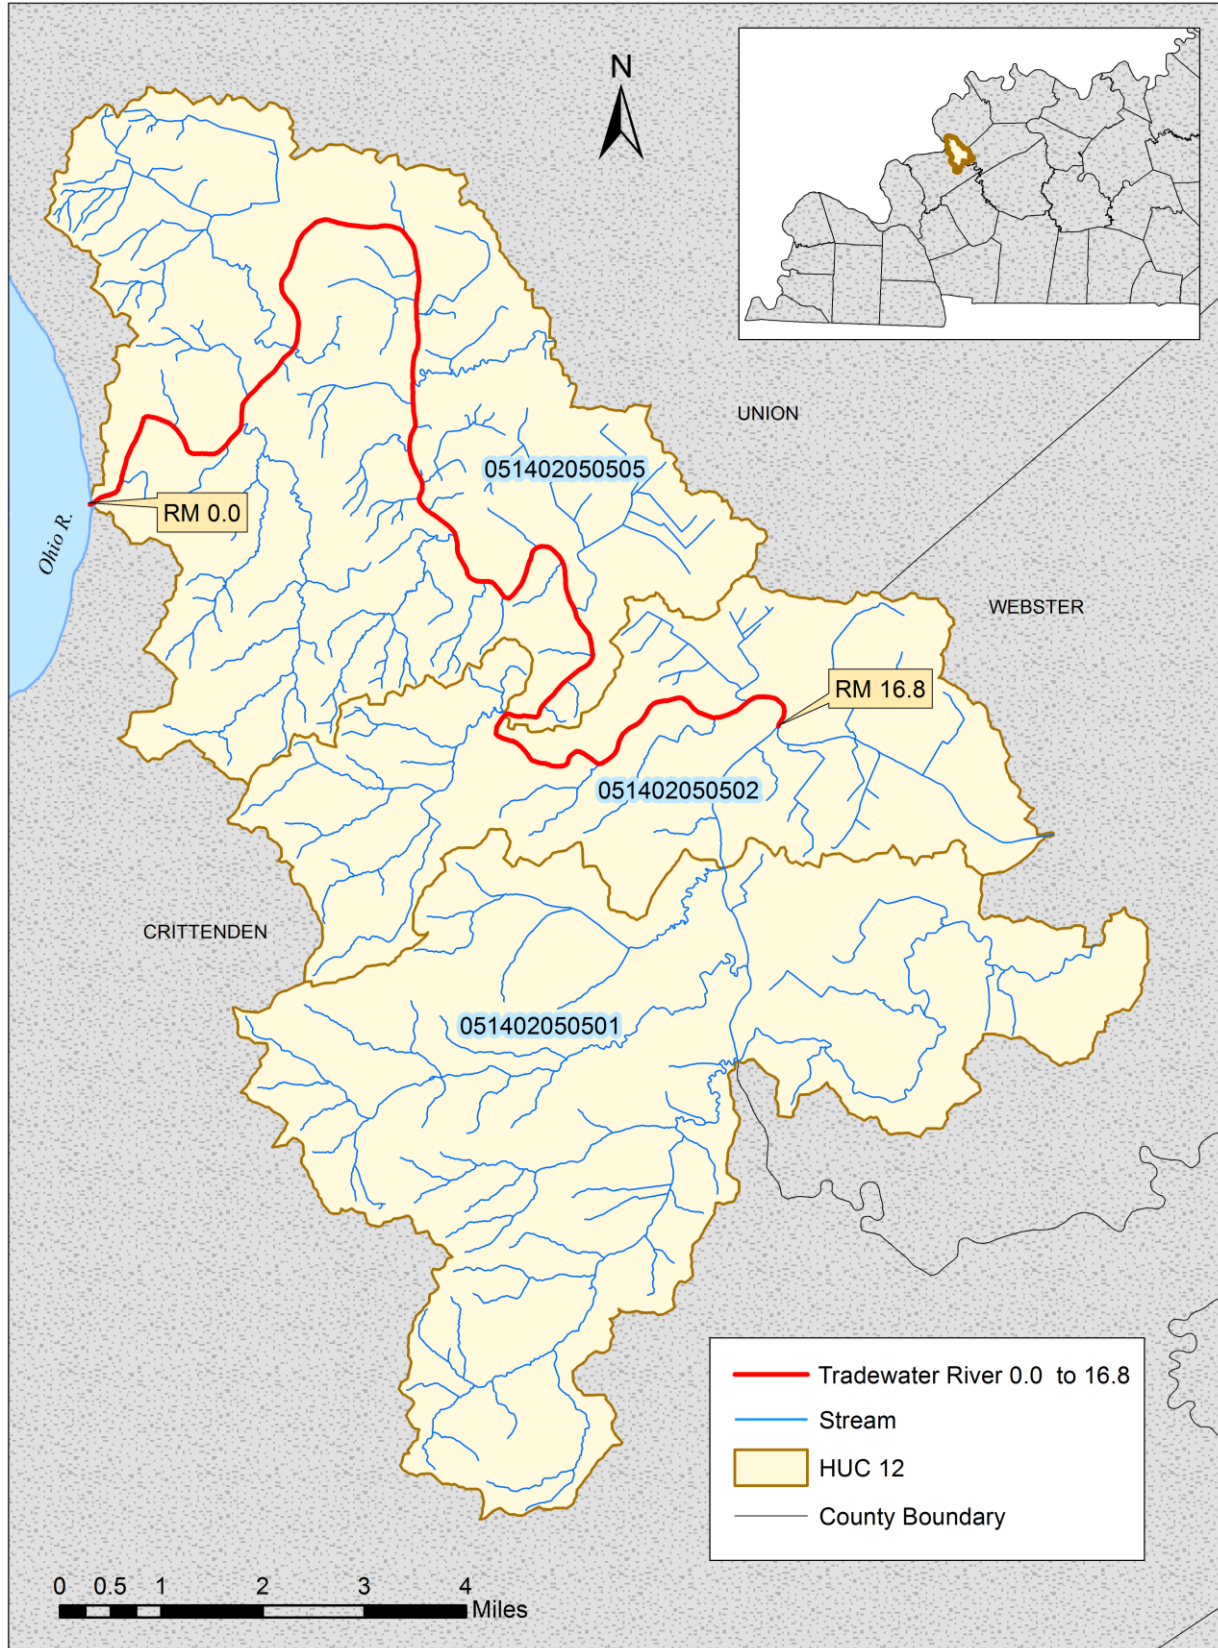 N
UNION
051402050505
RM 0.0
Ohio R.
WEBSTER
RM 16.8
051402050502
CRITTENDEN
051402050501
Tradewater River 0.0 to 16.8
Stream
HUC 12
County Boundary
0 0.5 1 2 3 4
Miles